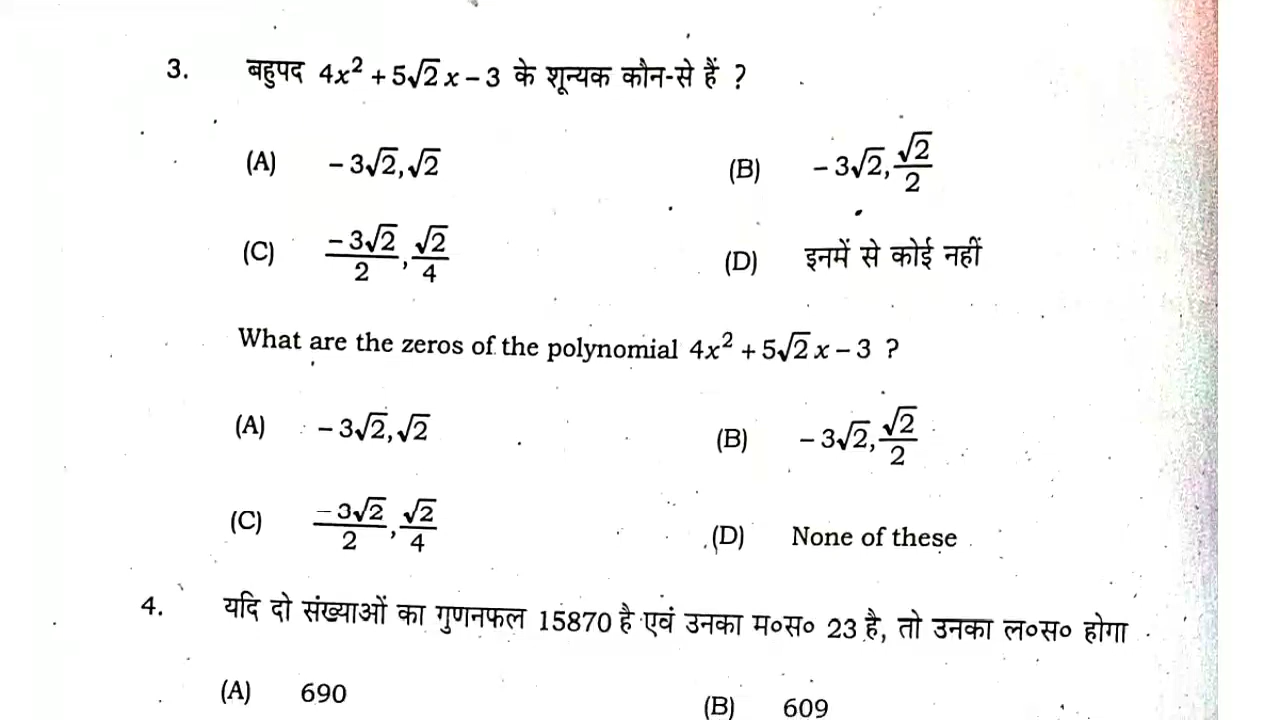 3. बहुपद 4x² + 5√2 x – 3 के शून्यक कौन-से हैं ?
(A) – 3√2, √2 (B) – 3√2, √2/2
(C) –3√2/2, √2/4 (D) इनमें से कोई नहीं
What are the zeros of the polynomial 4x² + 5√2 x – 3 ?
(A) – 3√2, √2 (B) – 3√2, √2/2
(C) –3√2/2, √2/4 (D) None of these
4. यदि दो संख्याओं का गुणनफल 15870 है एवं उनका म०स० 23 है, तो उनका ल०स० होगा
(A) 690 (B) 609